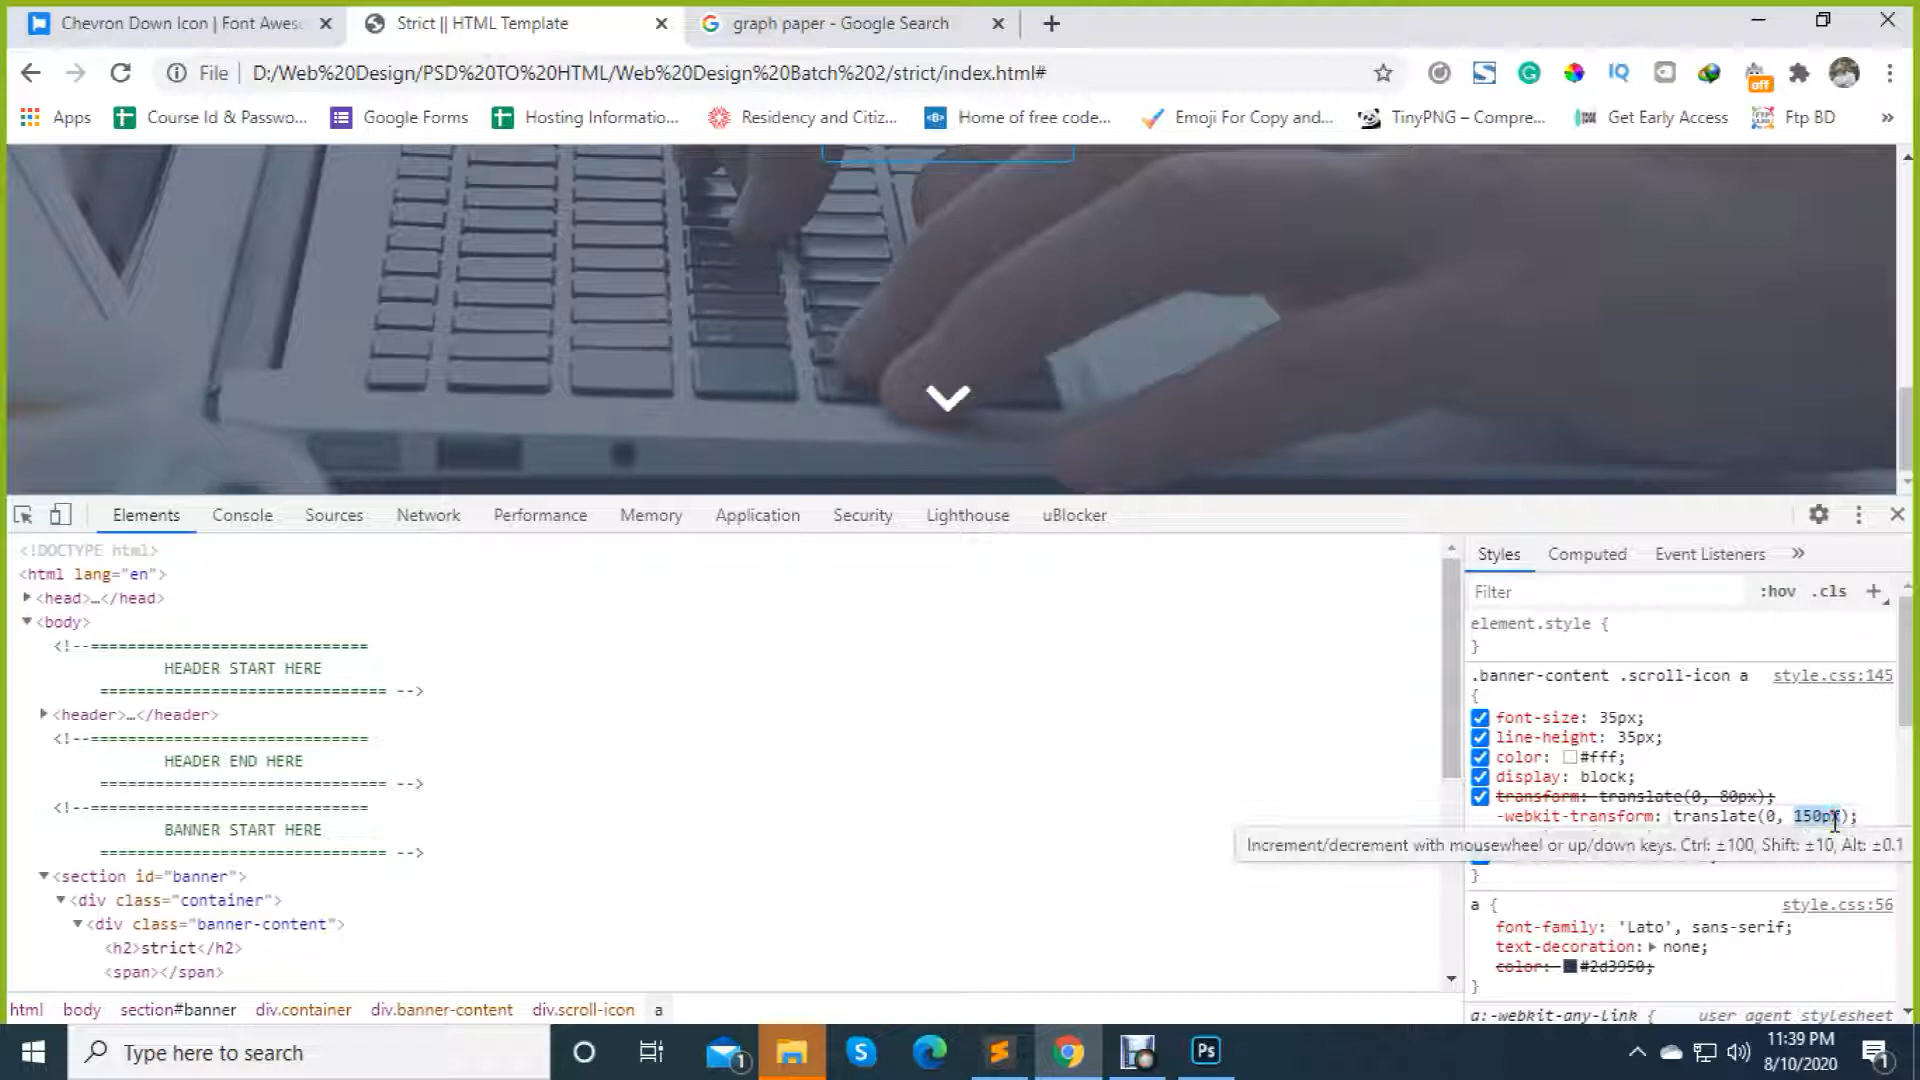 Chevron Down Icon | Font Awes
Strict || HTML Template
graph paper - Google Search
File
D:/Web%20Design/PSD%20TO%20HTML/Web%20Design%20Batch%202/strict/index.html#
off
Apps
Course Id & Passwo...
Google Forms
Hosting Informatio...
Residency and Citiz...
Home of free code...
Emoji For Copy and...
TinyPNG – Compre...
Get Early Access
Ftp BD
»
Elements
Console
Sources
Network
Performance
Memory
Application
Security
Lighthouse
uBlocker
<!DOCTYPE html>
<html lang="en">
<head>…</head>
<body>
<!--==============================
HEADER START HERE
=============================== -->
<header>…</header>
<!--==============================
HEADER END HERE
=============================== -->
<!--==============================
BANNER START HERE
=============================== -->
<section id="banner">
<div class="container">
<div class="banner-content">
<h2>strict</h2>
<span></span>
html
body
section#banner
div.container
div.banner-content
div.scroll-icon
a
Styles
Computed
Event Listeners
»
Filter
:hov
.cls
+
element.style {
}
.banner-content .scroll-icon a
style.css:145
{
font-size: 35px;
line-height: 35px;
color: #fff;
display: block;
transform: translate(0, 80px);
-webkit-transform: translate(0, 150px);
Increment/decrement with mousewheel or up/down keys. Ctrl: ±100, Shift: ±10, Alt: ±0.1
}
a {
style.css:56
font-family: 'Lato', sans-serif;
text-decoration: none;
color: #2d3950;
}
a:-webkit-any-link {
user agent stylesheet
Type here to search
1
Ps
11:39 PM
8/10/2020
1